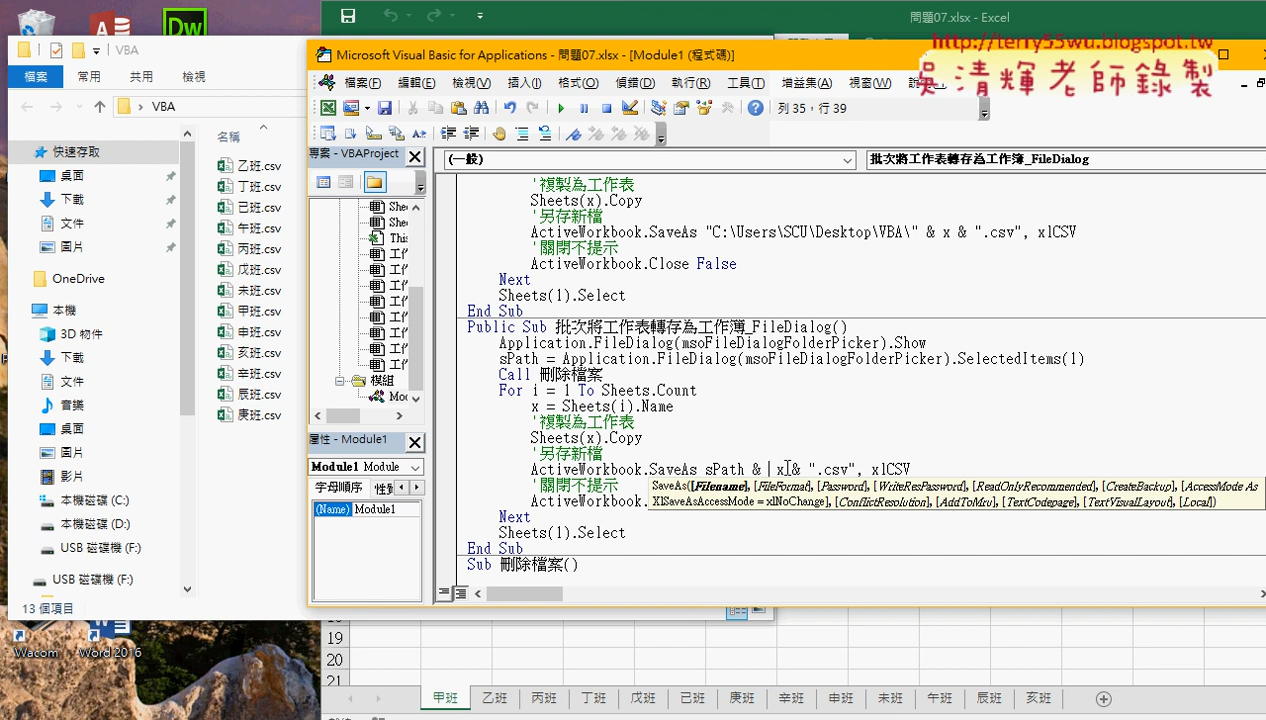 問題07.xlsx - Excel
VBA
檔案 常用 共用 檢視
VBA
名稱
快速存取
桌面
下載
文件
圖片
OneDrive
本機
3D 物件
下載
文件
音樂
桌面
圖片
影片
本機磁碟 (C:)
本機磁碟 (D:)
USB 磁碟機 (F:)
USB 磁碟機 (F:)
乙班.csv
丁班.csv
己班.csv
午班.csv
丙班.csv
戊班.csv
未班.csv
甲班.csv
申班.csv
亥班.csv
辛班.csv
辰班.csv
庚班.csv
13 個項目
Wacom Word 2016
Microsoft Visual Basic for Applications - 問題07.xlsx - [Module1 (程式碼)]
http://terry55wu.blogspot.tw
吳清輝老師錄製
檔案(F) 編輯(E) 檢視(V) 插入(I) 格式(O) 偵錯(D) 執行(R) 工具(T) 增益集(A) 視窗(W)
列 35，行 39
專案 - VBAProject
模組
屬性 - Module1
Module1 Module
字母順序
(Name) Module1
(一般) 批次將工作表轉存為工作簿_FileDialog
'複製為工作表
Sheets(x).Copy
'另存新檔
ActiveWorkbook.SaveAs "C:\Users\SCU\Desktop\VBA\" & x & ".csv", xlCSV
'關閉不提示
ActiveWorkbook.Close False
Next
Sheets(1).Select
End Sub
Public Sub 批次將工作表轉存為工作簿_FileDialog()
Application.FileDialog(msoFileDialogFolderPicker).Show
sPath = Application.FileDialog(msoFileDialogFolderPicker).SelectedItems(1)
Call 刪除檔案
For i = 1 To Sheets.Count
x = Sheets(i).Name
'複製為工作表
Sheets(x).Copy
'另存新檔
ActiveWorkbook.SaveAs sPath & x & ".csv", xlCSV
'關閉不提示
SaveAs([Filename], [FileFormat], [Password], [WriteResPassword], [ReadOnlyRecommended], [CreateBackup], [AccessMode As
XlSaveAsAccessMode = xlNoChange], [ConflictResolution], [AddToMru], [TextCodepage], [TextVisualLayout], [Local])
ActiveWorkbook.
Next
Sheets(1).Select
End Sub
Sub 刪除檔案()
19
20
21
甲班 乙班 丙班 丁班 戊班 己班 庚班 辛班 申班 未班 午班 辰班 亥班